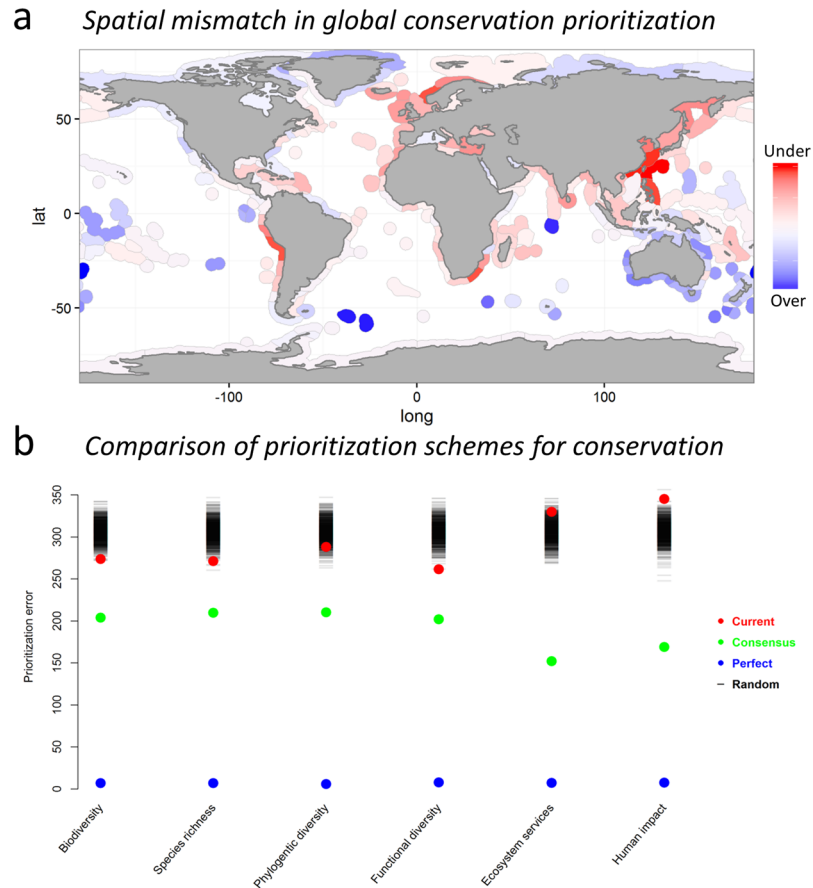 a Spatial mismatch in global conservation prioritization
50
0
-50
lat
-100
0
100
long
Under
Over
b Comparison of prioritization schemes for conservation
350
300
250
200
150
100
50
0
Prioritization error
Current
Consensus
Perfect
Random
Biodiversity
Species richness
Phylogentic diversity
Functional diversity
Ecosystem services
Human impact